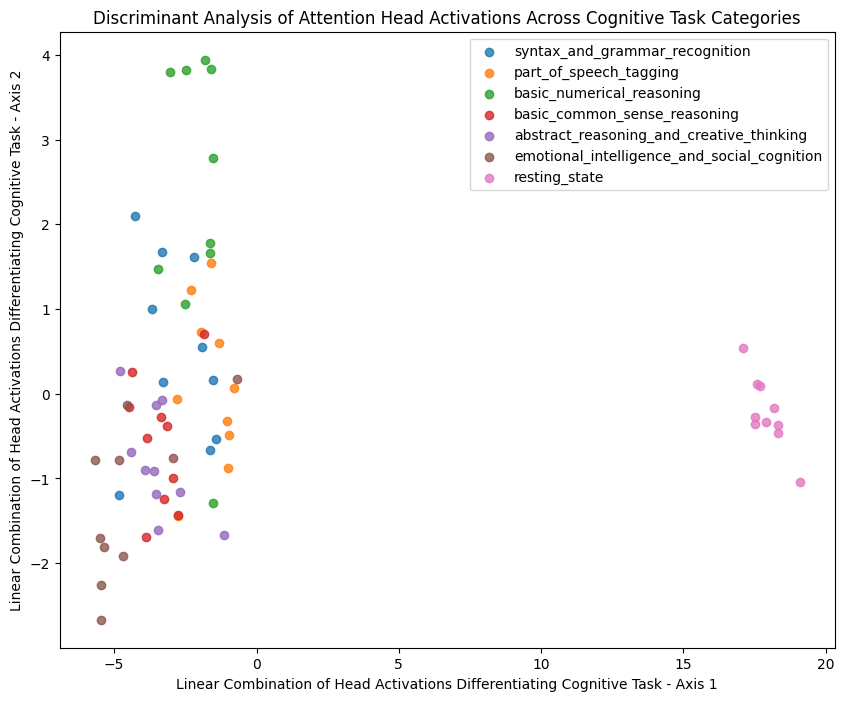 Discriminant Analysis of Attention Head Activations Across Cognitive Task Categories
syntax_and_grammar_recognition
part_of_speech_tagging
basic_numerical_reasoning
basic_common_sense_reasoning
abstract_reasoning_and_creative_thinking
emotional_intelligence_and_social_cognition
resting_state
Linear Combination of Head Activations Differentiating Cognitive Task - Axis 2
4
3
2
1
0
−1
−2
−5
0
5
10
15
20
Linear Combination of Head Activations Differentiating Cognitive Task - Axis 1